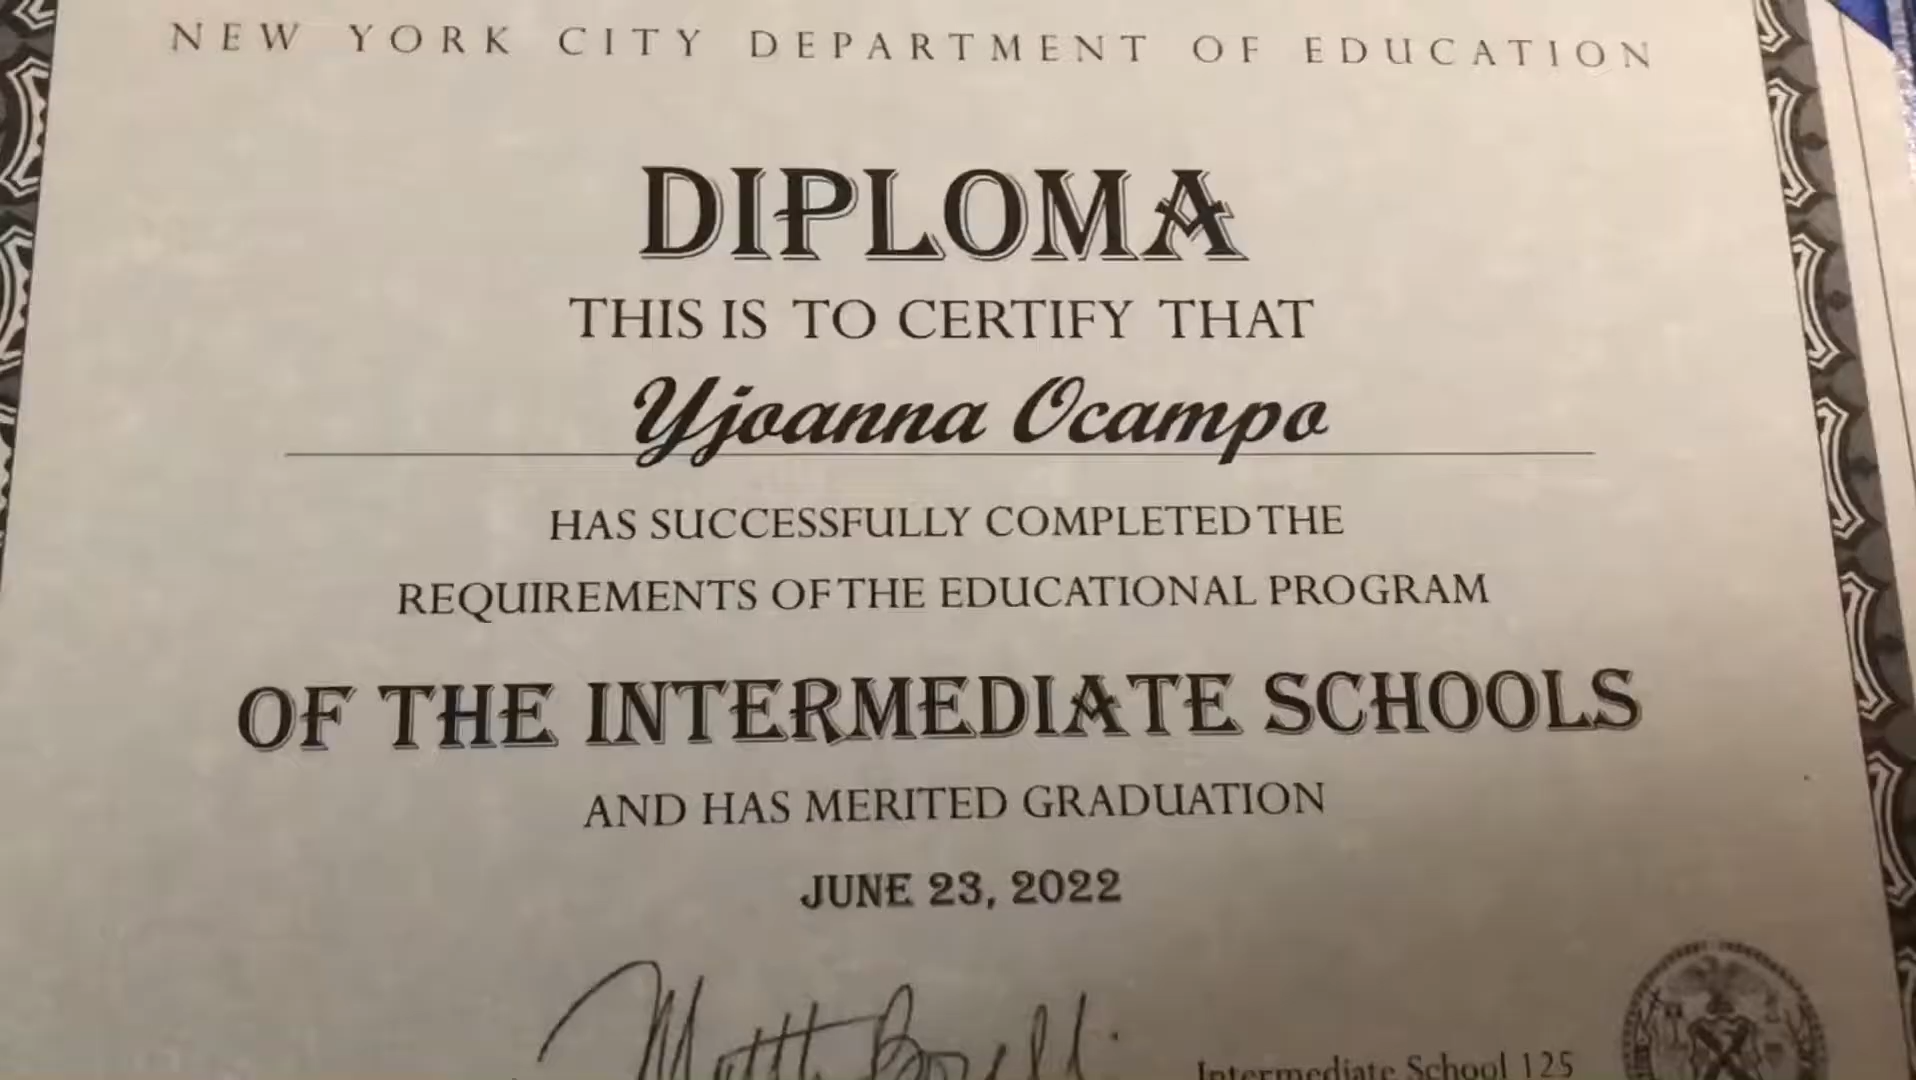 NEW YORK CITY DEPARTMENT OF EDUCATION
DIPLOMA
THIS IS TO CERTIFY THAT
Yjoanna Ocampo
HAS SUCCESSFULLY COMPLETED THE
REQUIREMENTS OF THE EDUCATIONAL PROGRAM
OF THE INTERMEDIATE SCHOOLS
AND HAS MERITED GRADUATION
JUNE 23, 2022
Intermediate School 125